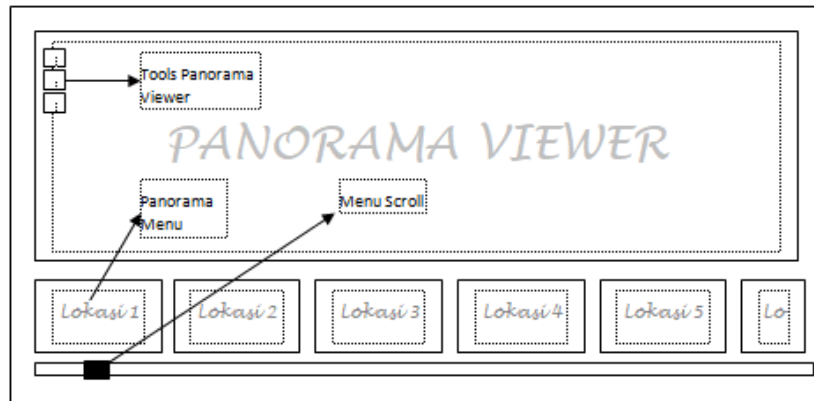 Tools Panorama
Viewer
PANORAMA VIEWER
Panorama
Menu
Menu Scroll
Lokasi 1
Lokasi 2
Lokasi 3
Lokasi 4
Lokasi 5
Lo